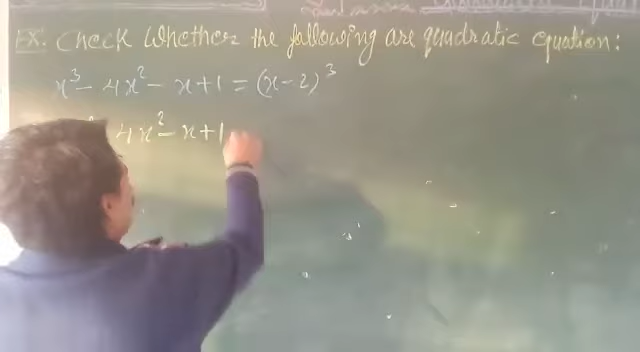 EX. Check whether the following are quadratic equation:
x³ - 4x² - x + 1 = (x - 2)³
4x² - x + 1